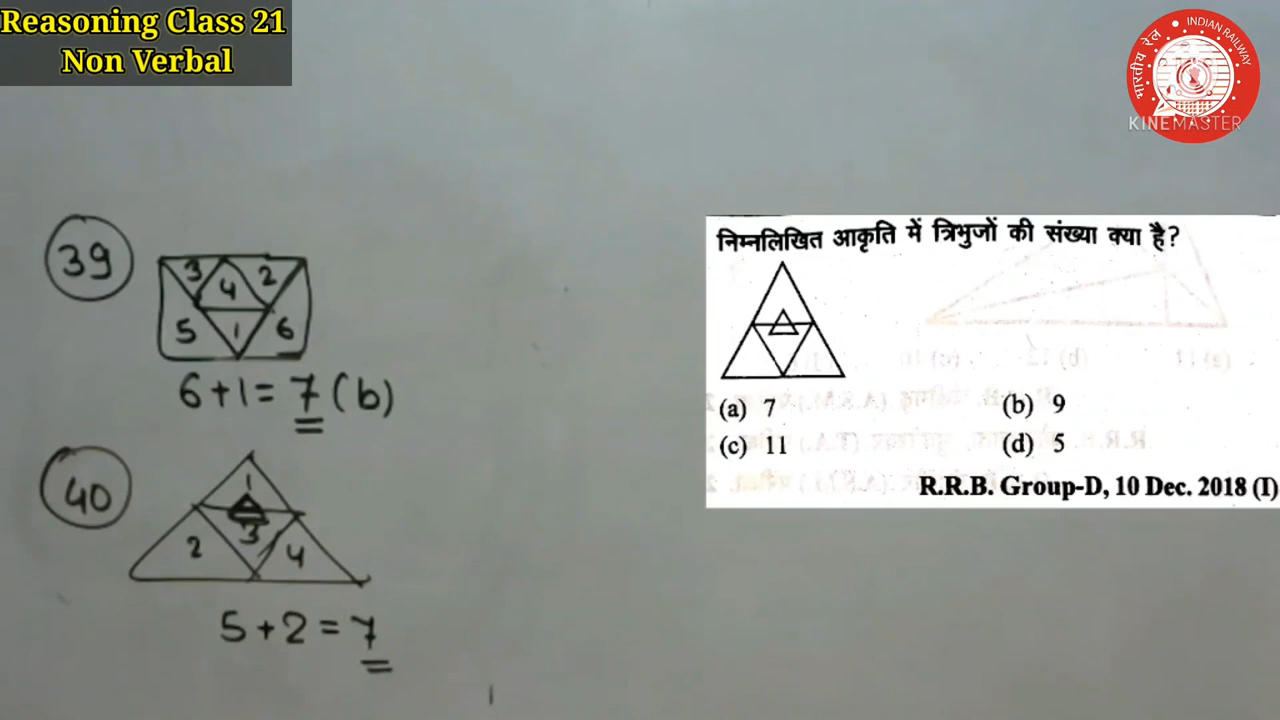 Reasoning Class 21
Non Verbal
भारतीय रेल
INDIAN RAILWAY
KINEMASTER
39
3 4 2
5 1 6
6+1= 7 (b)
40
1
2 3 4
5+2=7
निम्नलिखित आकृति में त्रिभुजों की संख्या क्या है?
(a) 7
(b) 9
(c) 11
(d) 5
R.R.B. Group-D, 10 Dec. 2018 (I)